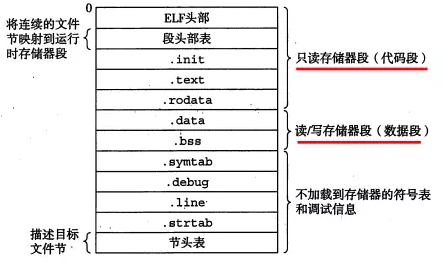 0
将连续的文件
节映射到运行
时存储器段
ELF头部
段头部表
.init
.text
.rodata
只读存储器段（代码段）
.data
.bss
读/写存储器段（数据段）
.symtab
.debug
.line
.strtab
不加载到存储器的符号表
和调试信息
描述目标
文件节
节头表